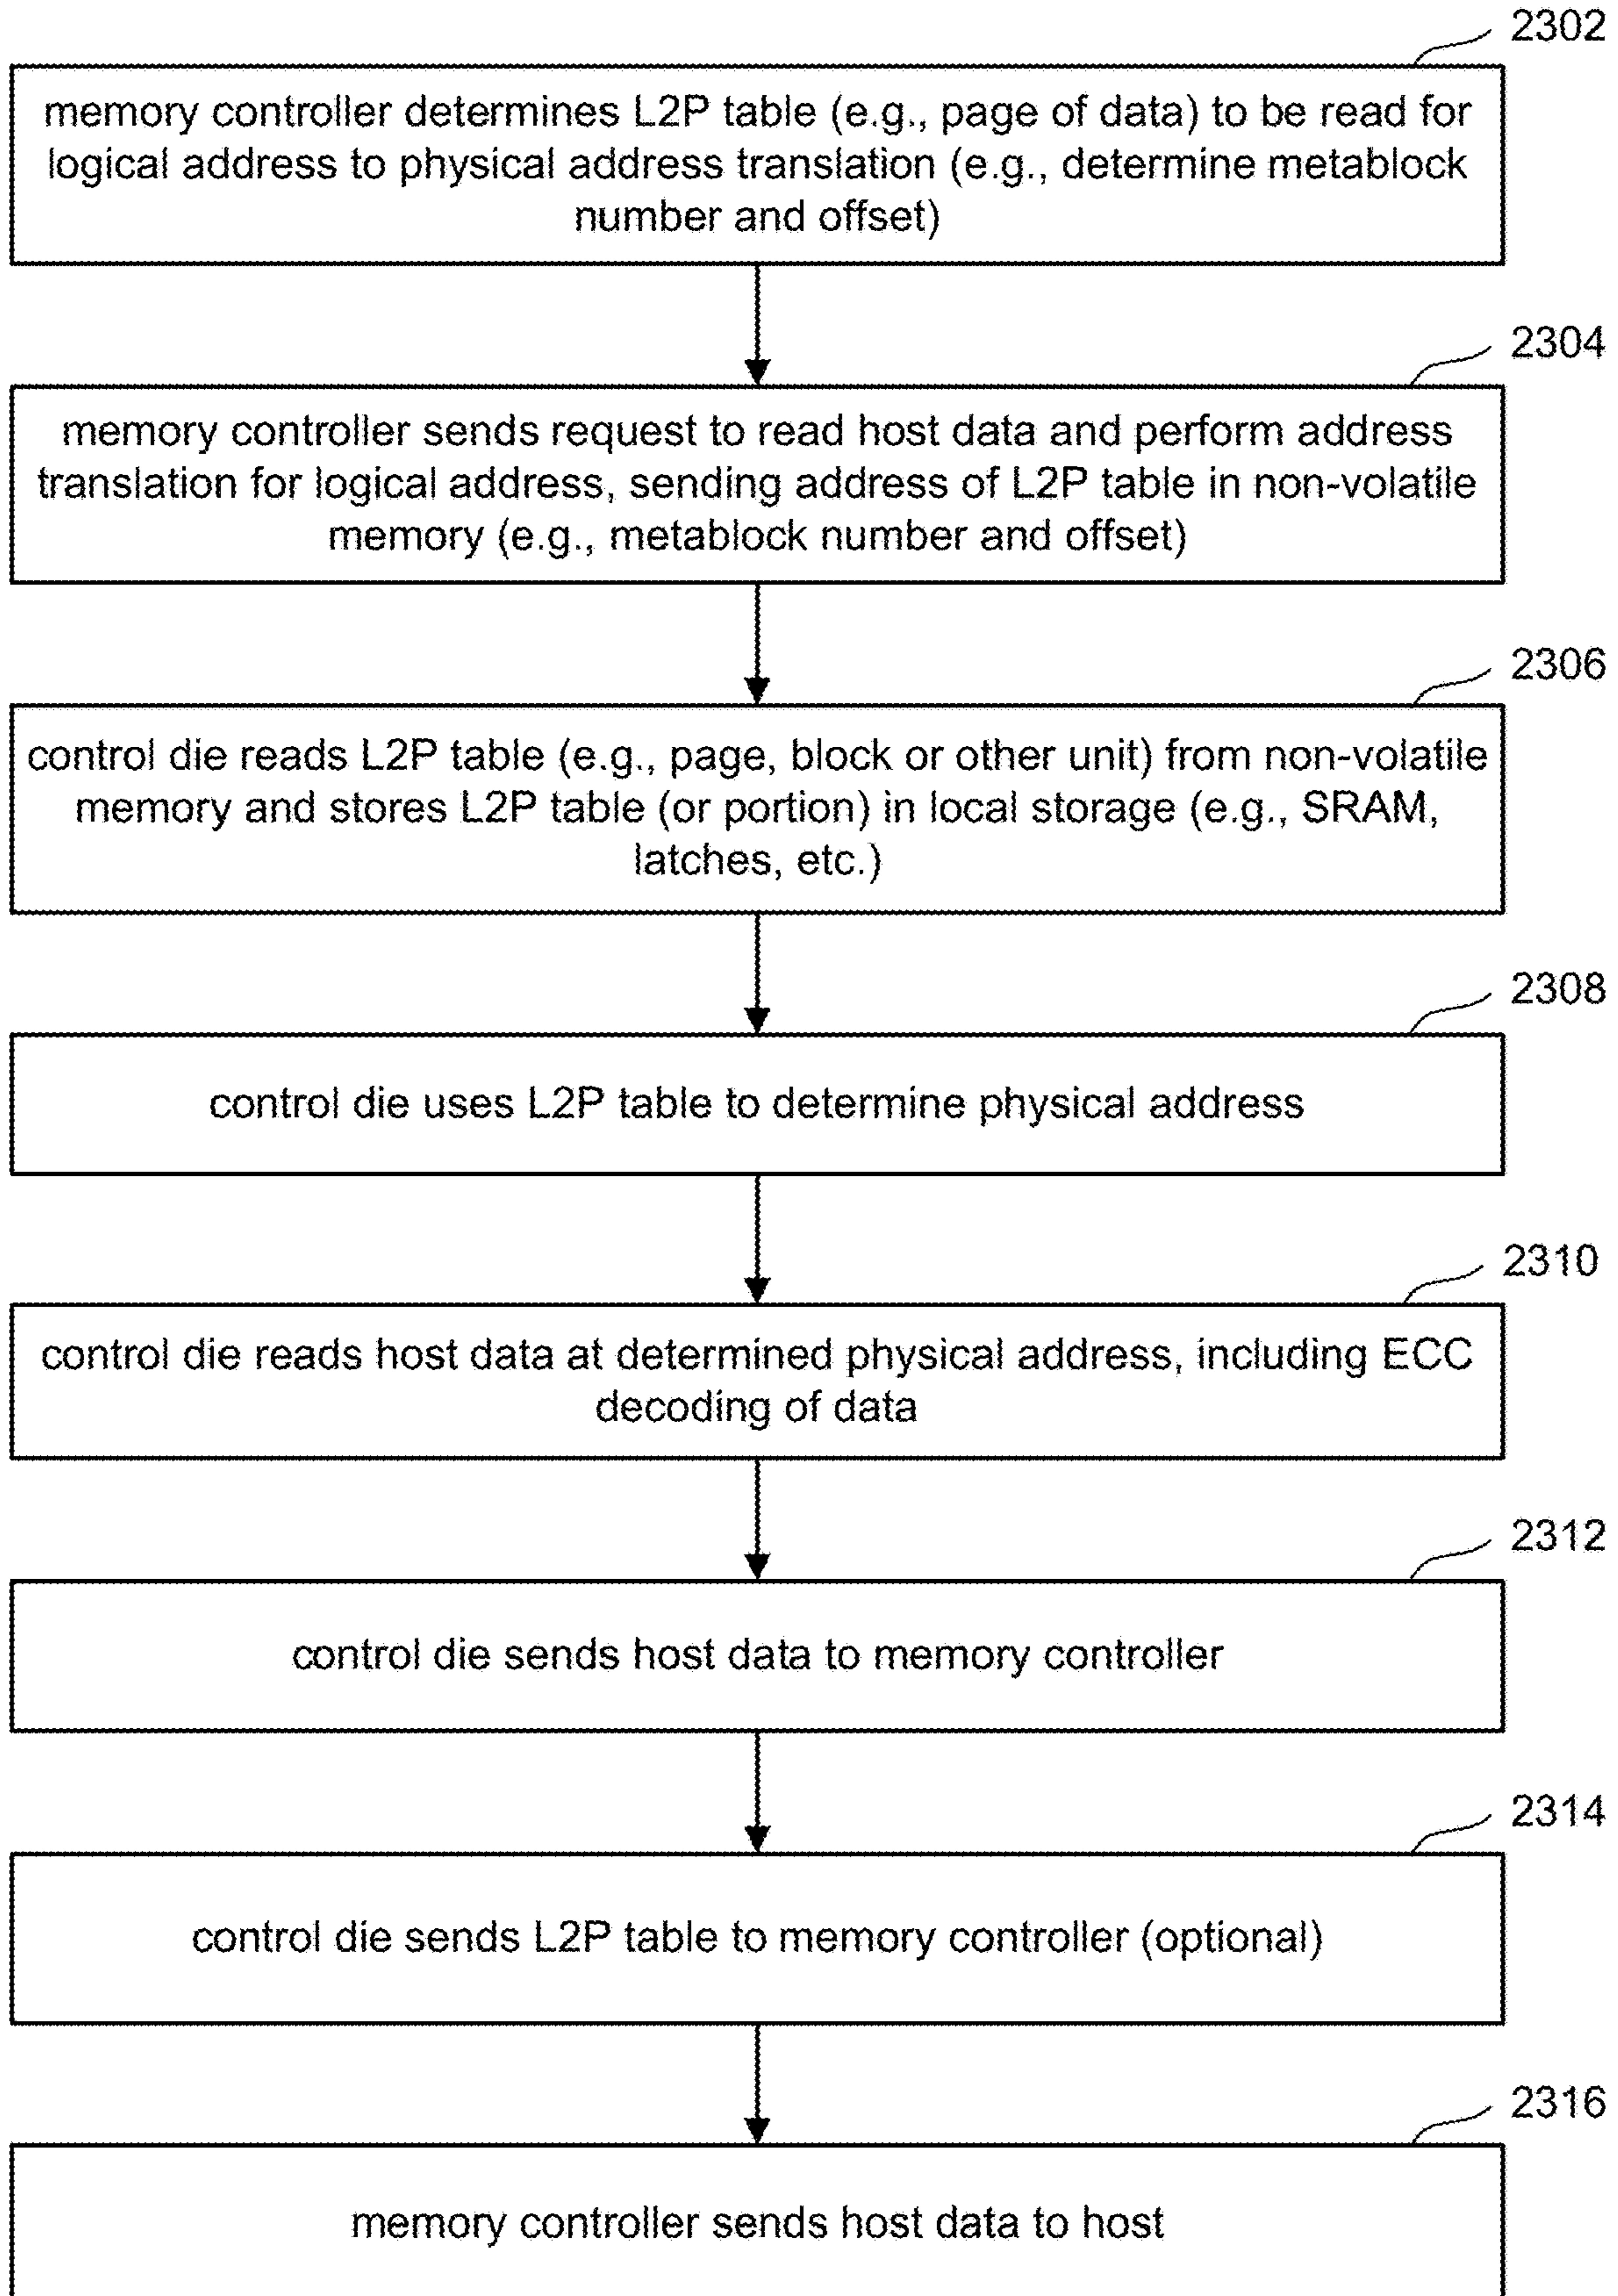 2302
memory controller determines L2P table (e.g., page of data) to be read for
logical address to physical address translation (e.g., determine metablock
number and offset)
2304
memory controller sends request to read host data and perform address
translation for logical address, sending address of L2P table in non-volatile
memory (e.g., metablock number and offset)
2306
control die reads L2P table (e.g., page, block or other unit) from non-volatile
memory and stores L2P table (or portion) in local storage (e.g., SRAM,
latches, etc.)
2308
control die uses L2P table to determine physical address
2310
control die reads host data at determined physical address, including ECC
decoding of data
2312
control die sends host data to memory controller
2314
control die sends L2P table to memory controller (optional)
2316
memory controller sends host data to host